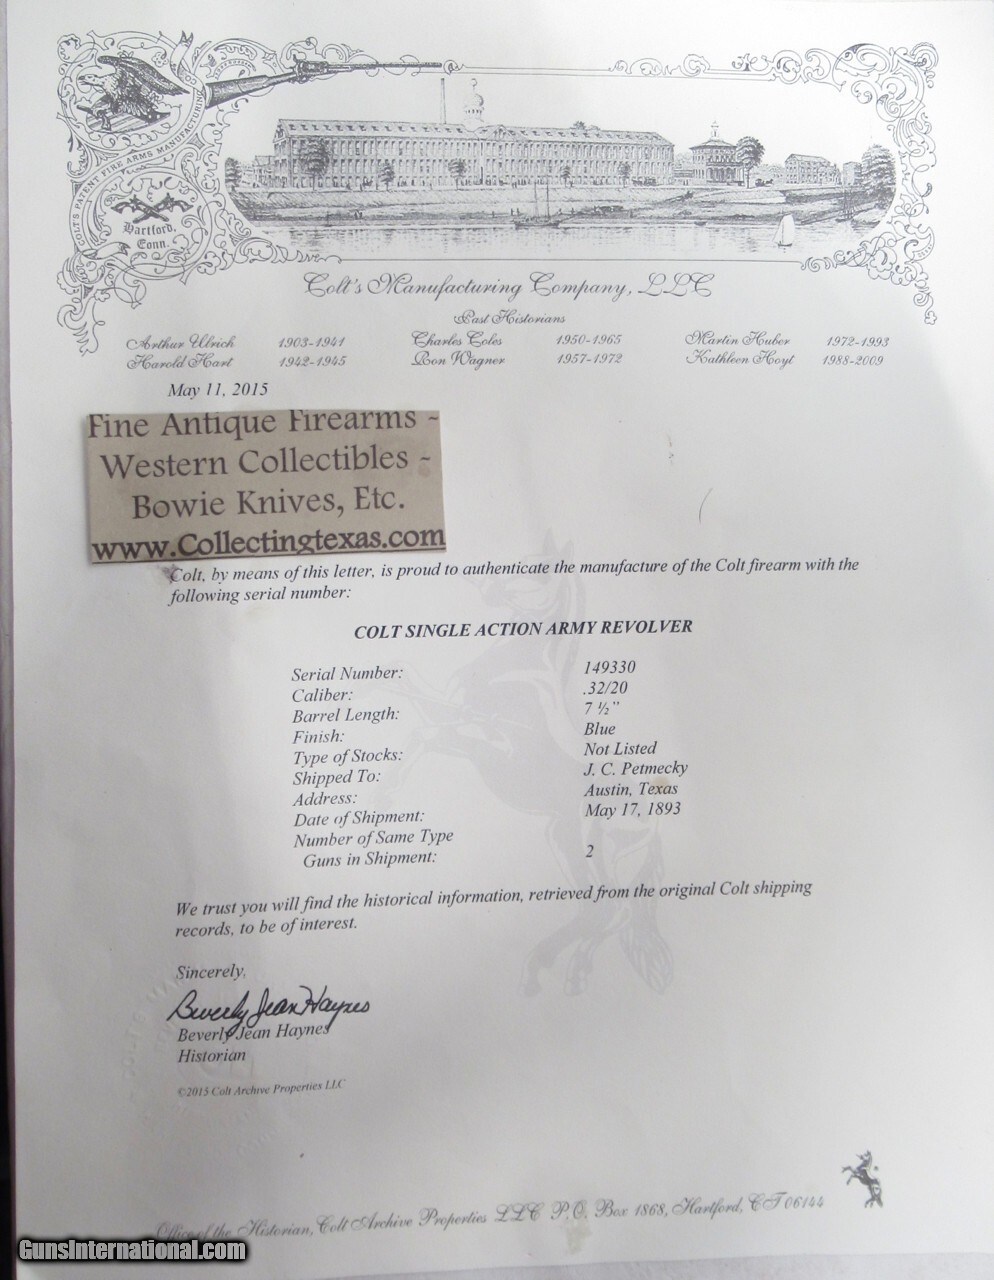 COLT'S PATENT FIRE ARMS MANUFACTURING
Hartford,
Conn.
Colt's Manufacturing Company, LLC
Past Historians
Arthur Ulrich 1903-1941 Charles Coles 1950-1965 Martin Huber 1972-1993
Harold Hart 1942-1945 Ron Wagner 1957-1972 Kathleen Hoyt 1988-2009
May 11, 2015
Fine Antique Firearms ~
Western Collectibles ~
Bowie Knives, Etc.
www.Collectingtexas.com
Colt, by means of this letter, is proud to authenticate the manufacture of the Colt firearm with the
following serial number:
COLT SINGLE ACTION ARMY REVOLVER
Serial Number: 149330
Caliber: .32/20
Barrel Length: 7 ½"
Finish: Blue
Type of Stocks: Not Listed
Shipped To: J. C. Petmecky
Address: Austin, Texas
Date of Shipment: May 17, 1893
Number of Same Type
Guns in Shipment: 2
We trust you will find the historical information, retrieved from the original Colt shipping
records, to be of interest.
Sincerely,
Beverly Jean Haynes
Beverly Jean Haynes
Historian
©2015 Colt Archive Properties LLC
Office of the Historian, Colt Archive Properties LLC P.O. Box 1868, Hartford, CT 06144
GunsInternational.com